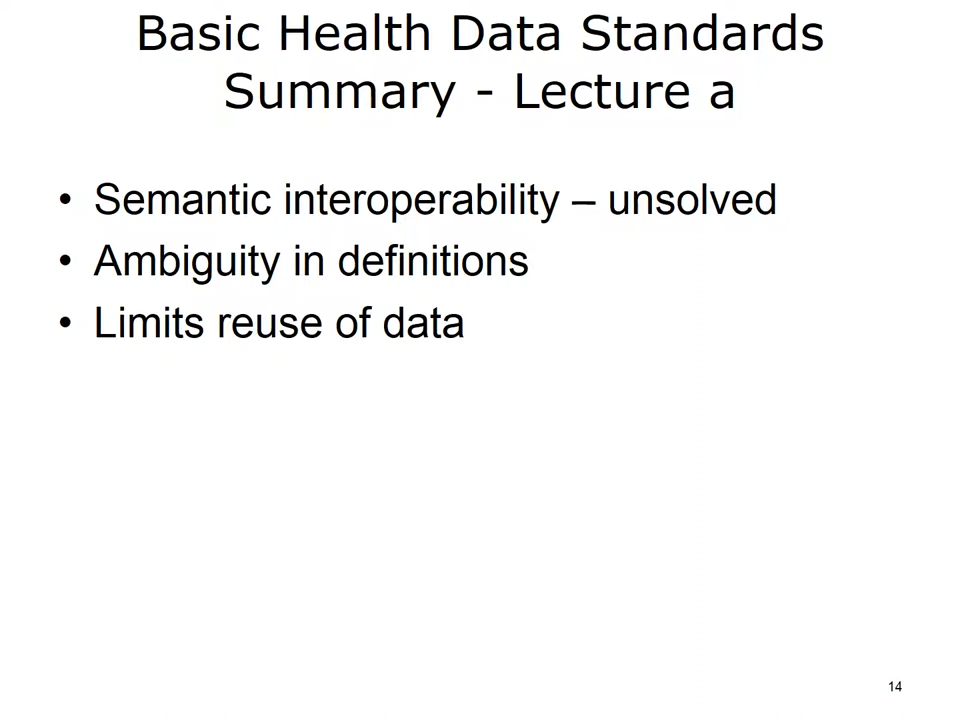 Basic Health Data Standards
Summary - Lecture a
• Semantic interoperability – unsolved
• Ambiguity in definitions
• Limits reuse of data
14